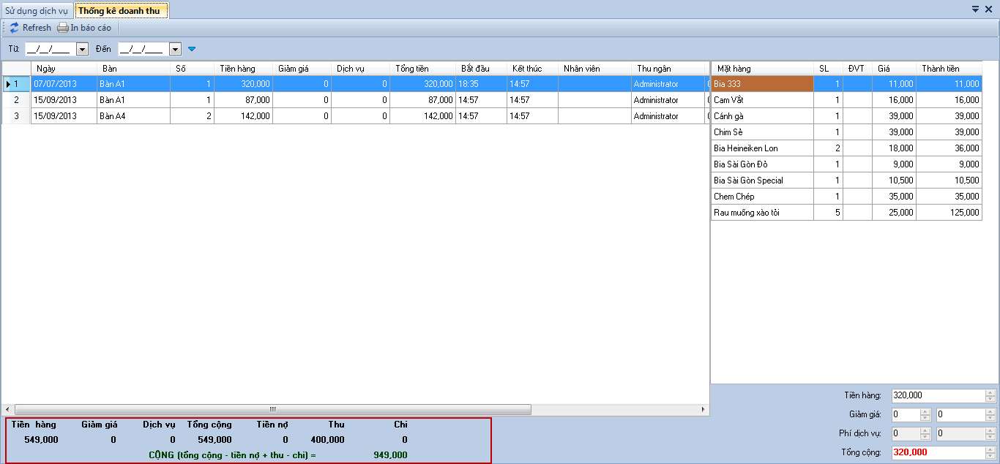 Sử dụng dịch vụ Thống kê doanh thu
Refresh In báo cáo
Từ: __/__/____ Đến __/__/____
Ngày Bàn Số Tiền hàng Giảm giá Dịch vụ Tổng tiền Bắt đầu Kết thúc Nhân viên Thu ngân
1 07/07/2013 Bàn A1 1 320,000 0 0 320,000 18:35 14:57 Administrator
2 15/09/2013 Bàn A1 1 87,000 0 0 87,000 14:57 14:57 Administrator
3 15/09/2013 Bàn A4 2 142,000 0 0 142,000 14:57 14:57 Administrator
Mặt hàng SL ĐVT Giá Thành tiền
Bia 333 1 11,000 11,000
Cam Vắt 1 16,000 16,000
Cánh gà 1 39,000 39,000
Chim Sẻ 1 39,000 39,000
Bia Heineiken Lon 2 18,000 36,000
Bia Sài Gòn Đỏ 1 9,000 9,000
Bia Sài Gòn Special 1 10,500 10,500
Chem Chép 1 35,000 35,000
Rau muống xào tỏi 5 25,000 125,000
Tiền hàng: 320,000
Giảm giá: 0 0
Phí dịch vụ: 0 0
Tổng cộng: 320,000
Tiền hàng Giảm giá Dịch vụ Tổng cộng Tiền nợ Thu Chi
549,000 0 0 549,000 0 400,000 0
CỘNG (tổng cộng - tiền nợ + thu - chi) = 949,000